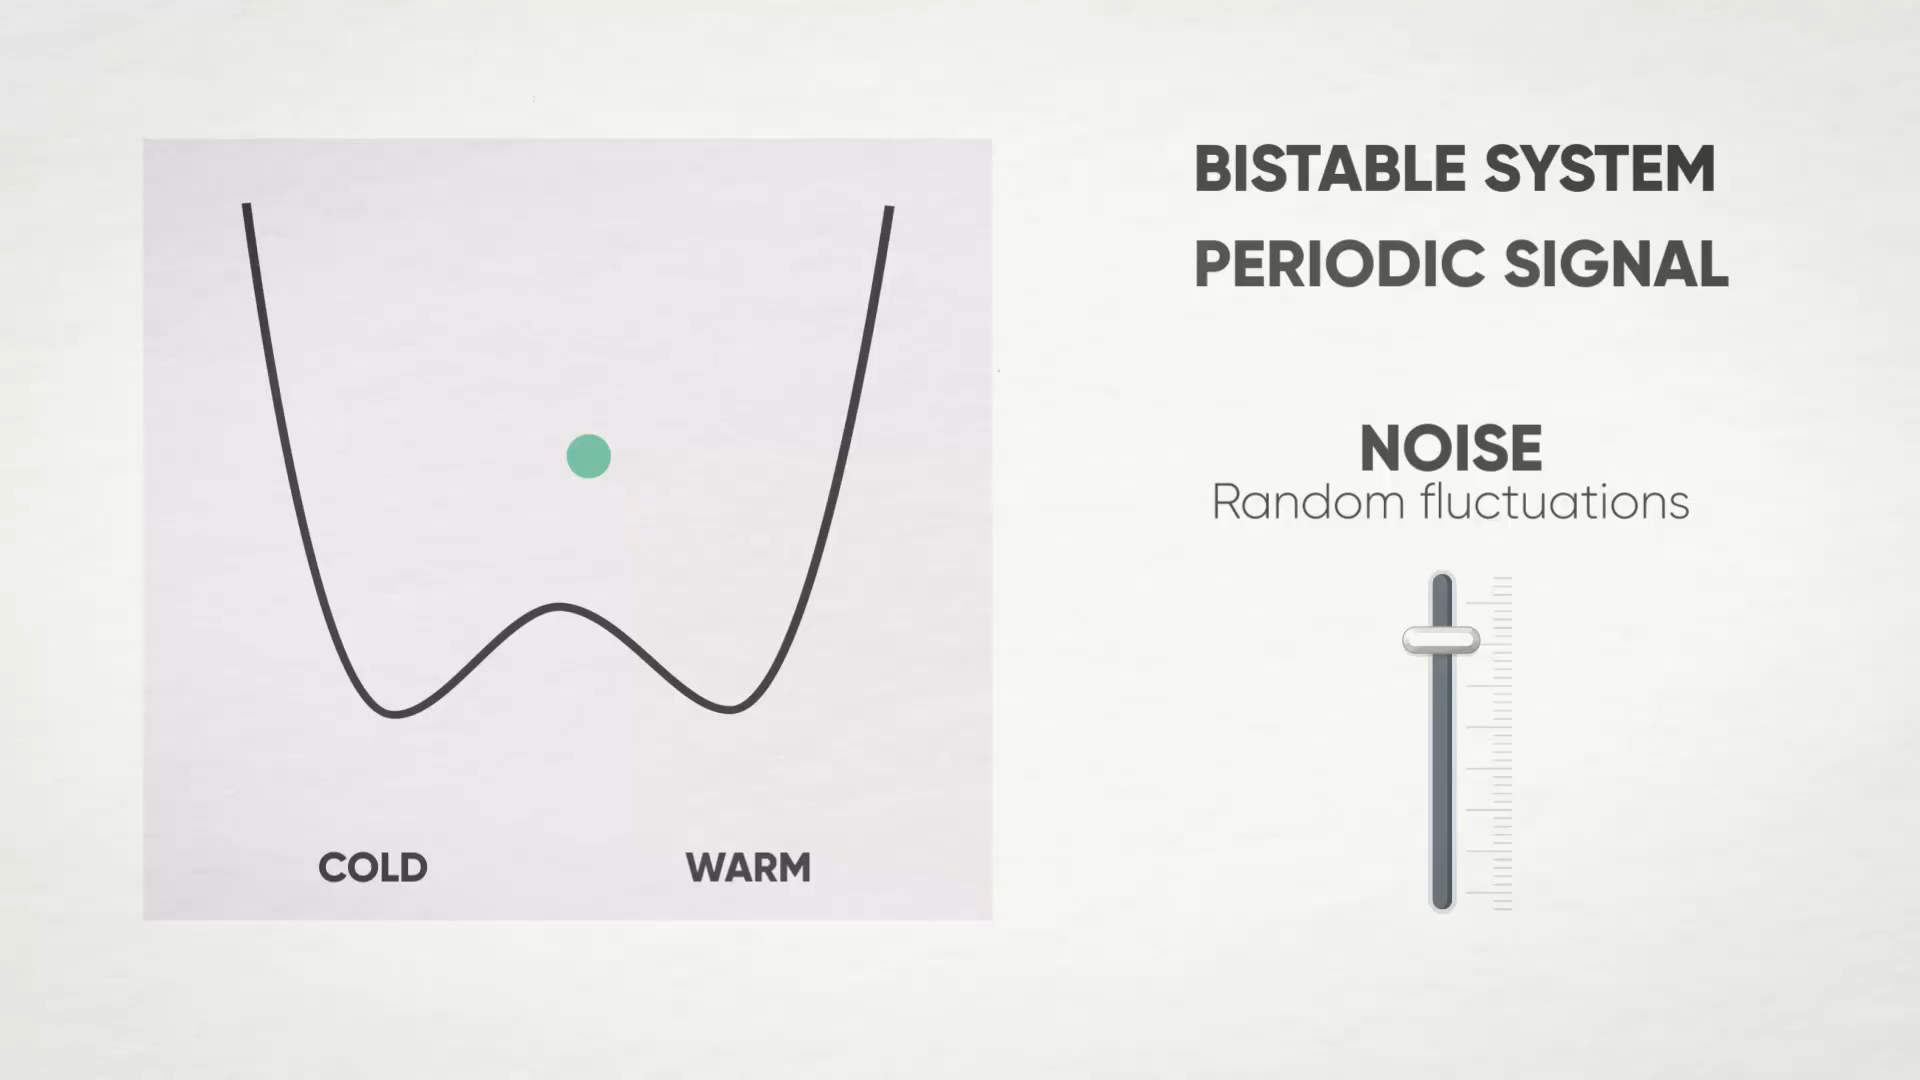 BISTABLE SYSTEM
PERIODIC SIGNAL
NOISE
Random fluctuations
COLD
WARM